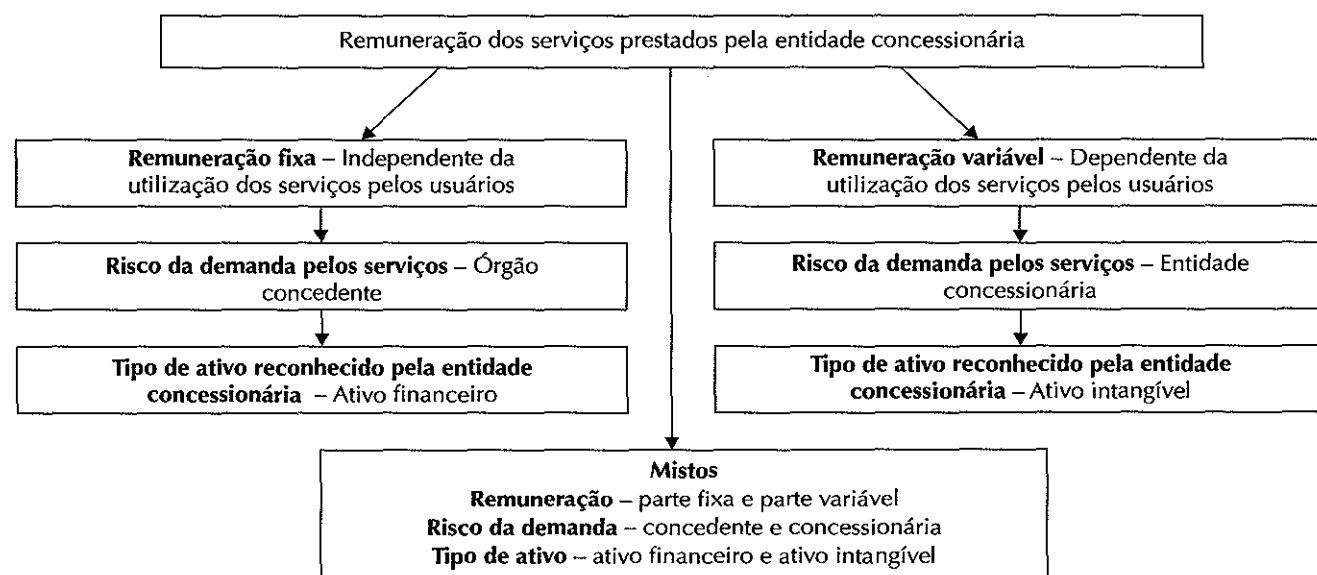 Remuneração dos serviços prestados pela entidade concessionária
Remuneração fixa – Independente da
utilização dos serviços pelos usuários
Risco da demanda pelos serviços – Órgão
concedente
Tipo de ativo reconhecido pela entidade
concessionária – Ativo financeiro
Remuneração variável – Dependente da
utilização dos serviços pelos usuários
Risco da demanda pelos serviços – Entidade
concessionária
Tipo de ativo reconhecido pela entidade
concessionária – Ativo intangível
Mistos
Remuneração – parte fixa e parte variável
Risco da demanda – concedente e concessionária
Tipo de ativo – ativo financeiro e ativo intangível